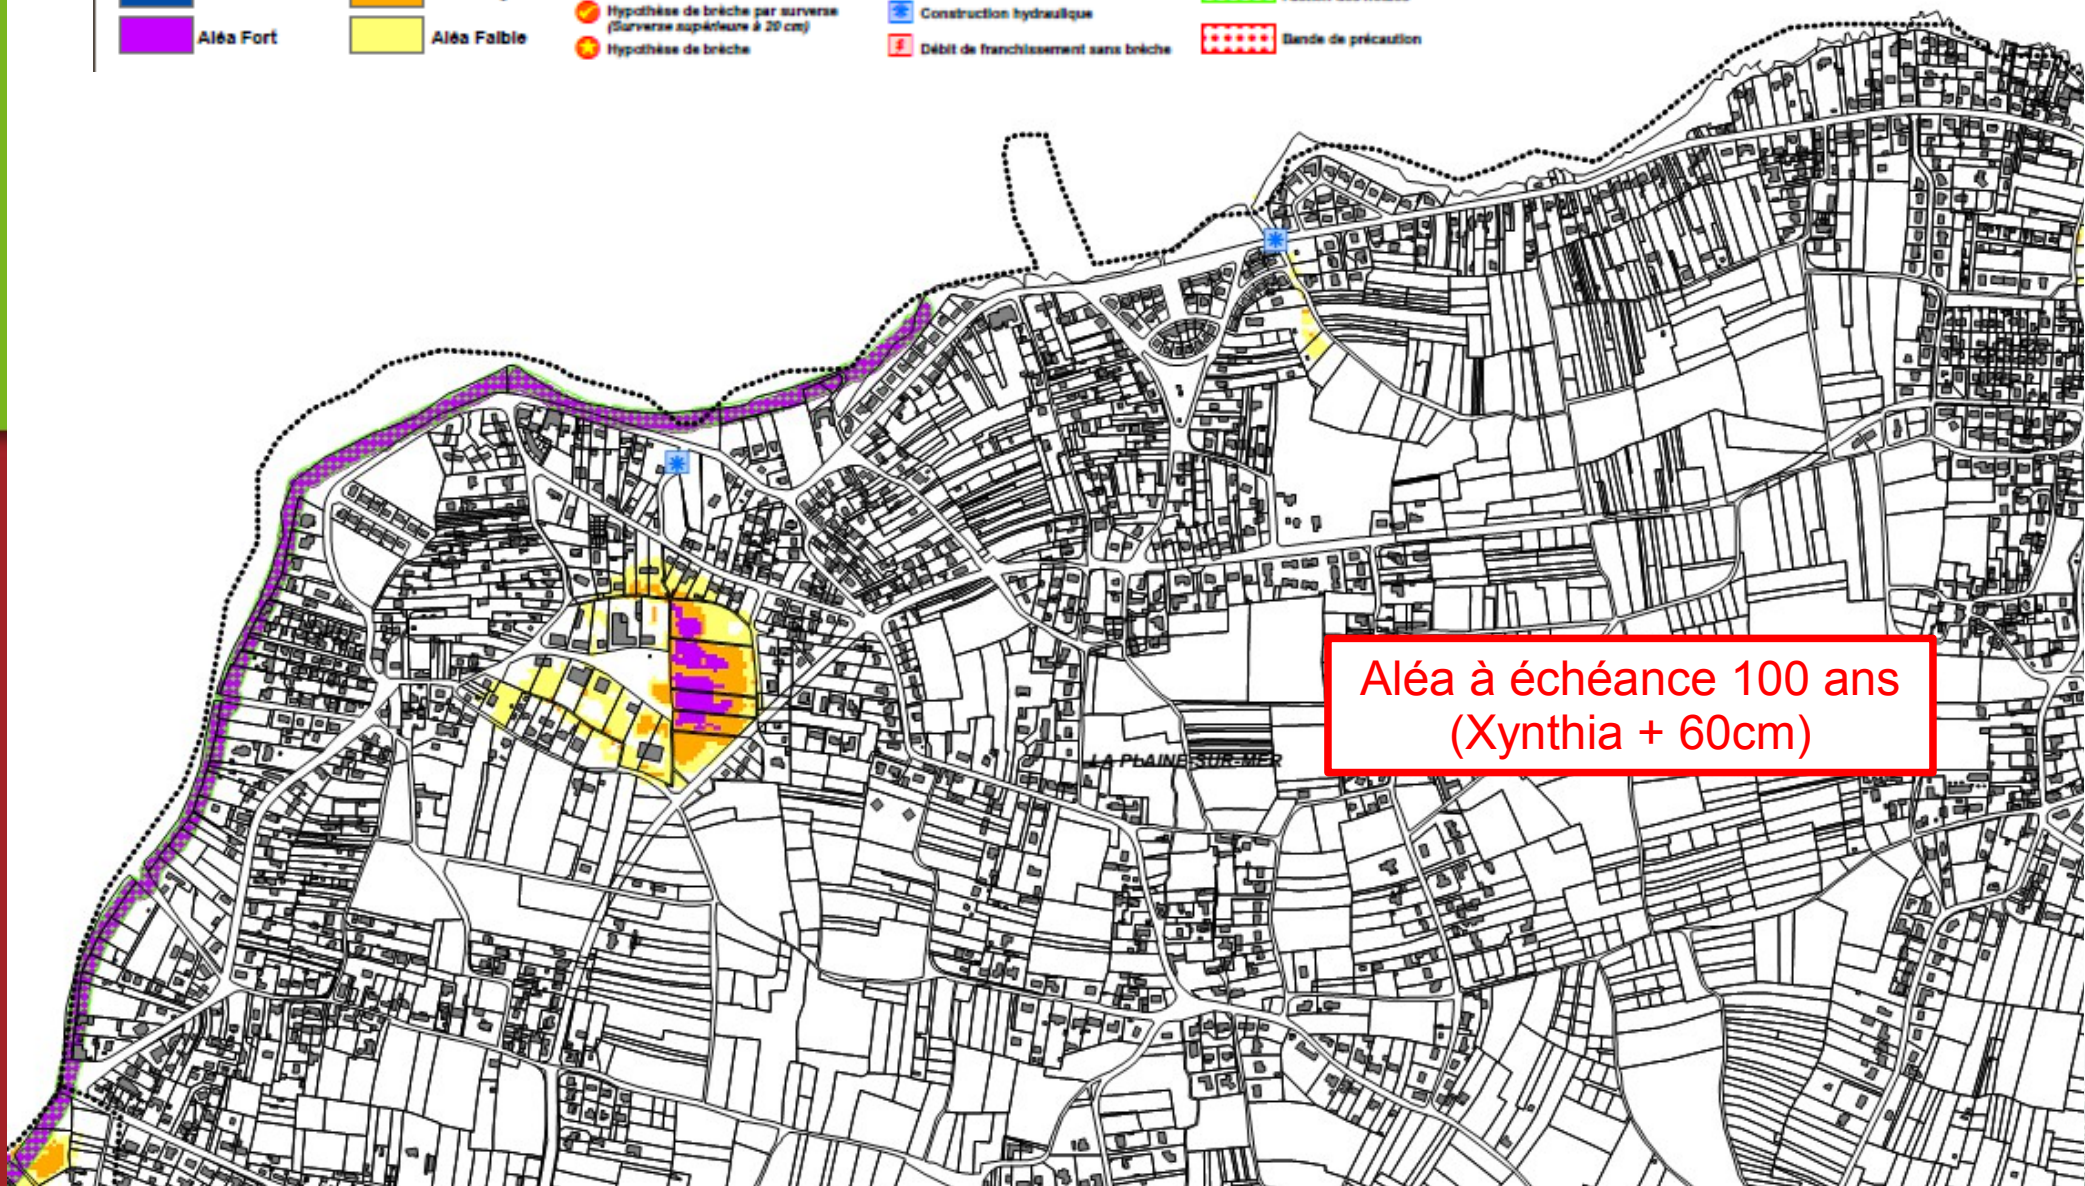 Hypothèse de brèche par surverse
(Surverse supérieure à 20 cm)
Construction hydraulique
Aléa Fort
Aléa Faible
Hypothèse de brèche
Débit de franchissement sans brèche
Bande de précaution
Aléa à échéance 100 ans
(Xynthia + 60cm)
LA PLAINE-SUR-MER